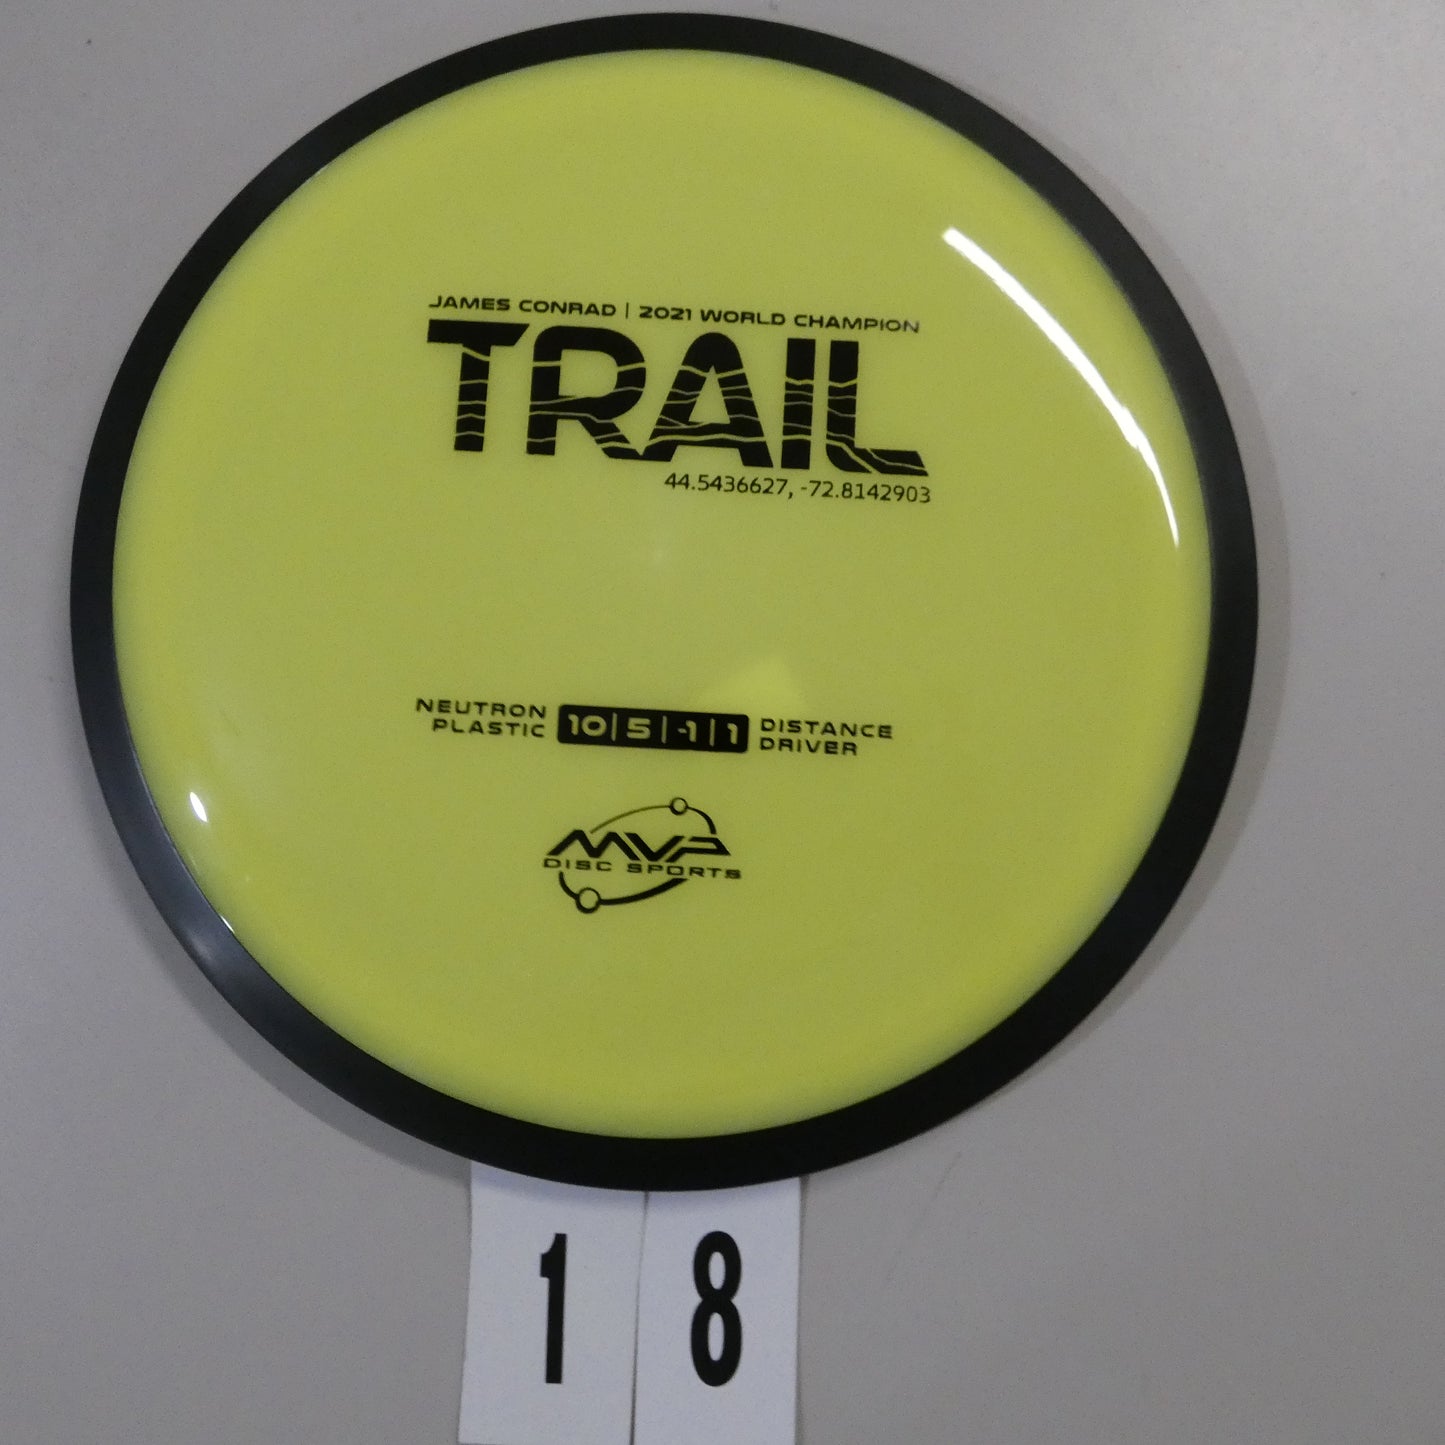 JAMES CONRAD | 2021 WORLD CHAMPION
TRAIL
44.5436627, -72.8142903
NEUTRON PLASTIC
10 | 5 | -1 | 1
DISTANCE DRIVER
MVP
DISC SPORTS
1 8